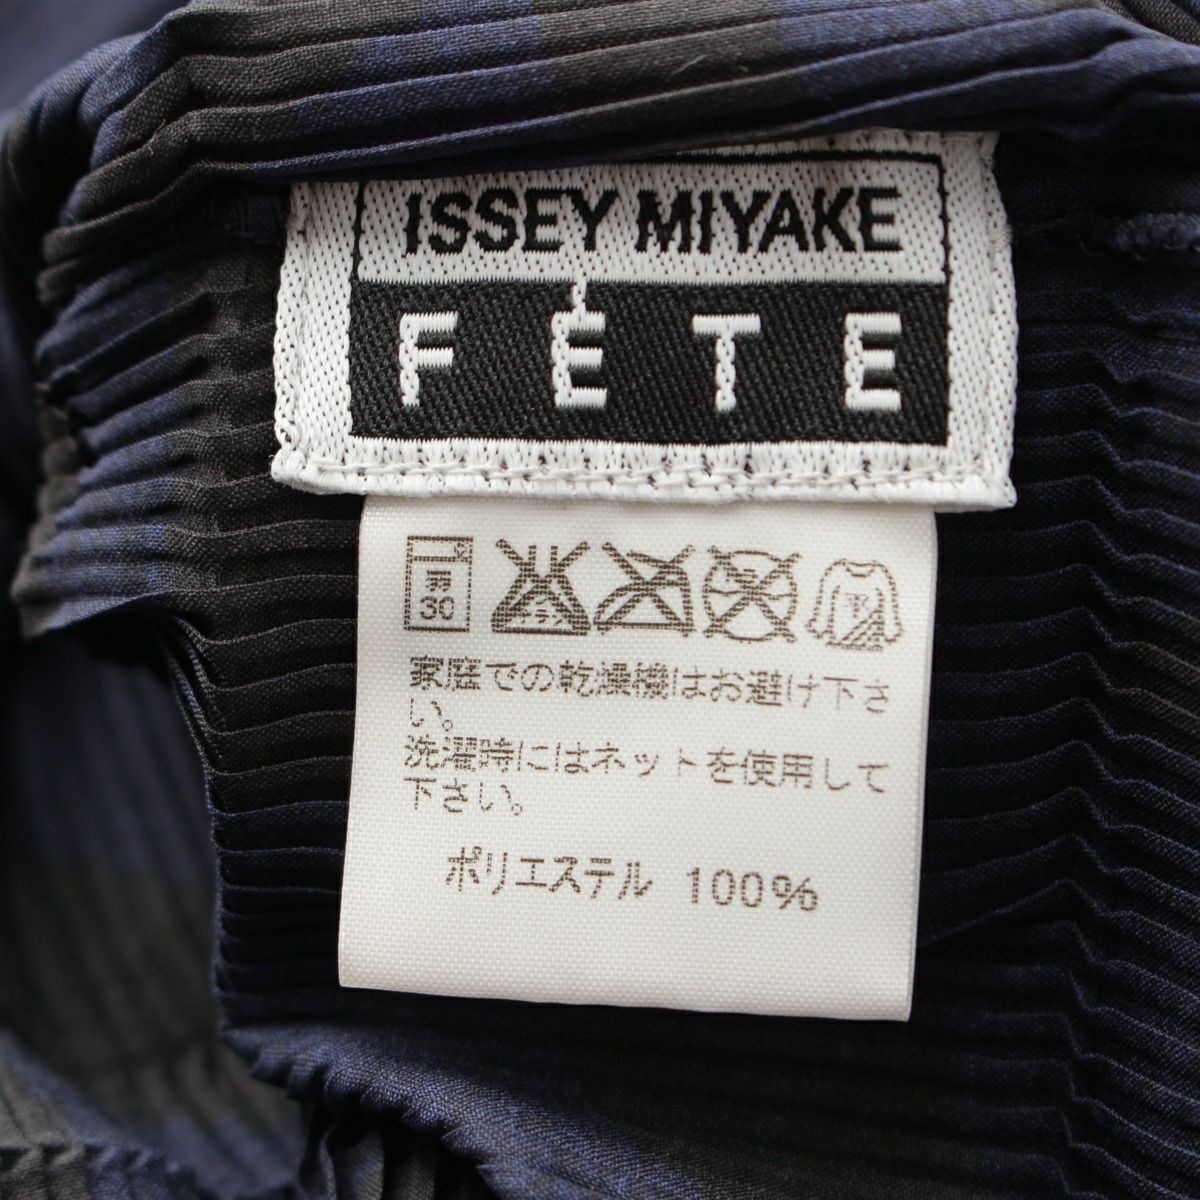 ISSEY MIYAKE
FÉTE
弱
30
家庭での乾燥機はお避け下さ
い。
洗濯時にはネットを使用して
下さい。
ポリエステル 100%